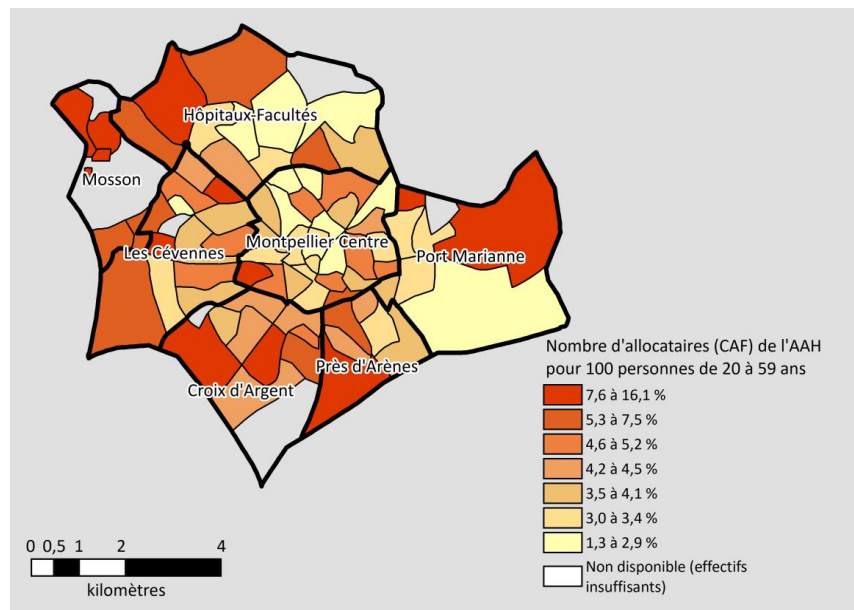 Hôpitaux-Facultés
Mosson
Les Cévennes
Montpellier Centre
Port Marianne
Près d'Arènes
Croix d'Argent
Nombre d'allocataires (CAF) de l'AAH
pour 100 personnes de 20 à 59 ans
7,6 à 16,1 %
5,3 à 7,5 %
4,6 à 5,2 %
4,2 à 4,5 %
3,5 à 4,1 %
3,0 à 3,4 %
1,3 à 2,9 %
Non disponible (effectifs
insuffisants)
0 0,5 1 2 4
kilomètres